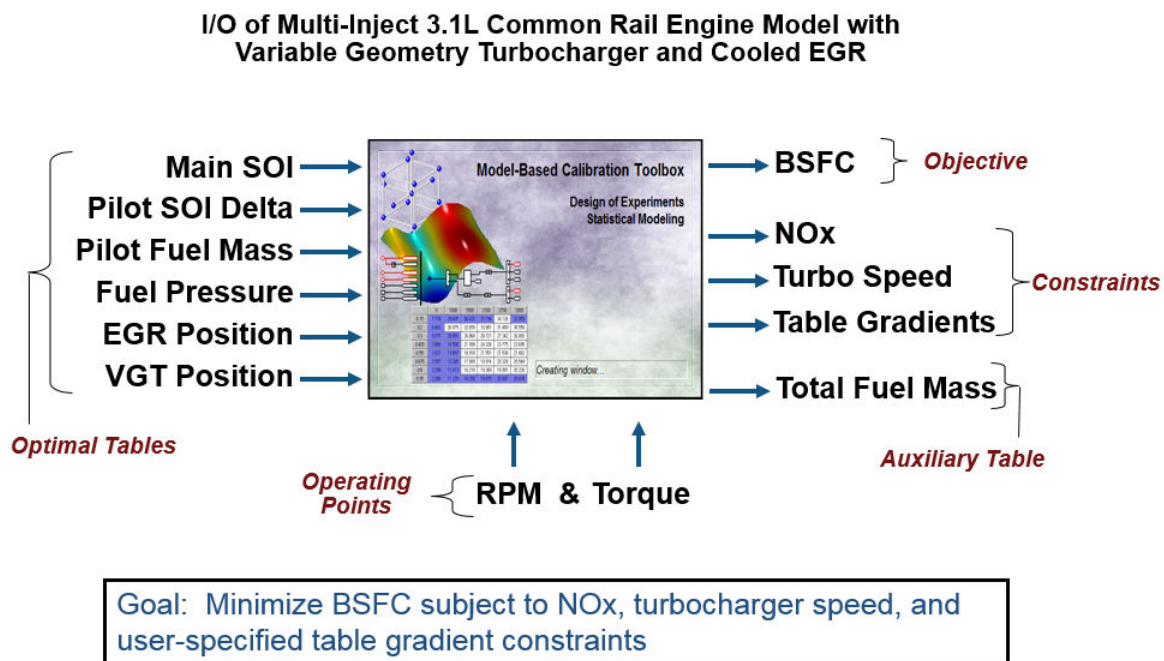 I/O of Multi-Inject 3.1L Common Rail Engine Model with
Variable Geometry Turbocharger and Cooled EGR
Main SOI
Pilot SOI Delta
Pilot Fuel Mass
Fuel Pressure
EGR Position
VGT Position
Optimal Tables
Model-Based Calibration Toolbox
Design of Experiments
Statistical Modeling
Creating window...
BSFC
Objective
NOx
Turbo Speed
Table Gradients
Constraints
Total Fuel Mass
Auxiliary Table
Operating
Points
RPM & Torque
Goal: Minimize BSFC subject to NOx, turbocharger speed, and
user-specified table gradient constraints